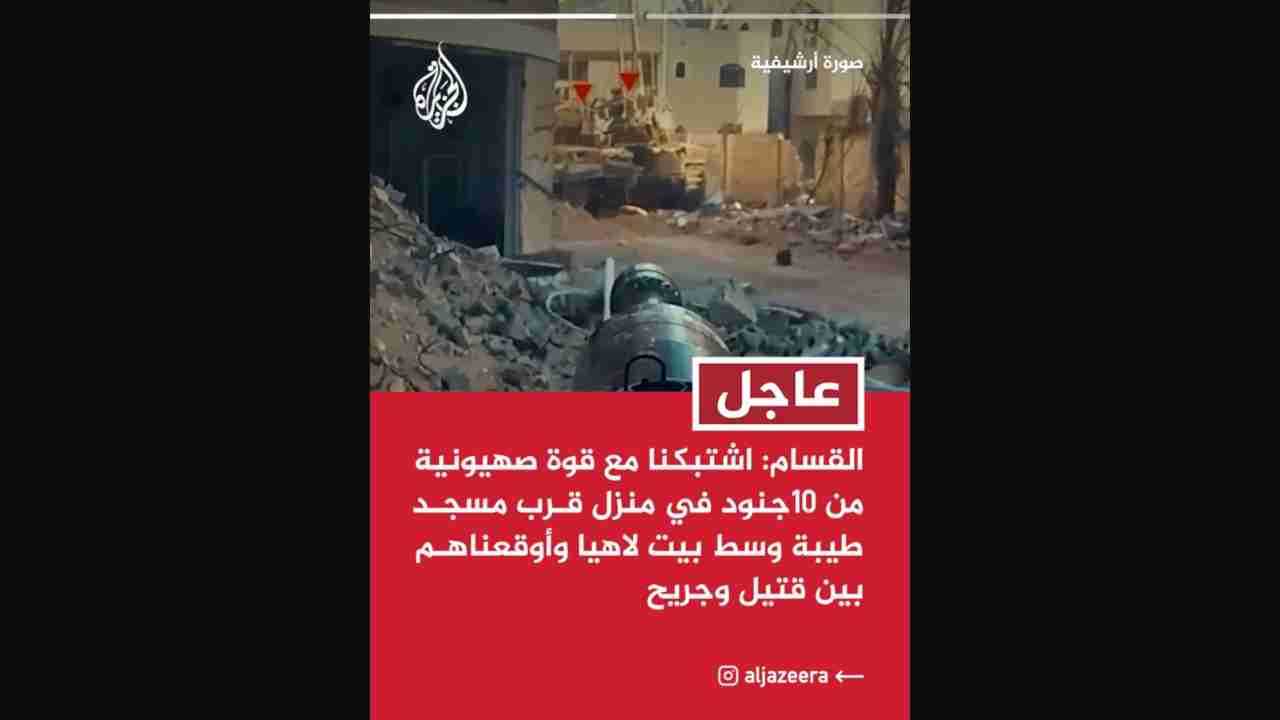 صورة أرشيفية
الجزيرة
عاجل
القسام: اشتبكنا مع قوة صهيونية
من 10جنود في منزل قرب مسجد
طيبة وسط بيت لاهيا وأوقعناهم
بين قتيل وجريح
aljazeera